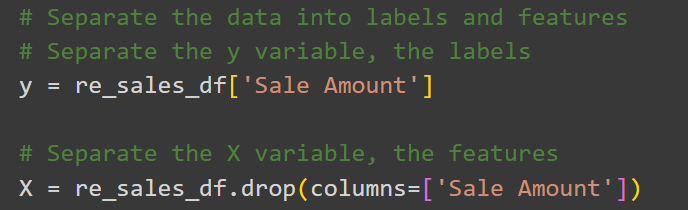 # Separate the data into labels and features
# Separate the y variable, the labels
y = re_sales_df['Sale Amount']
# Separate the X variable, the features
X = re_sales_df.drop(columns=['Sale Amount'])